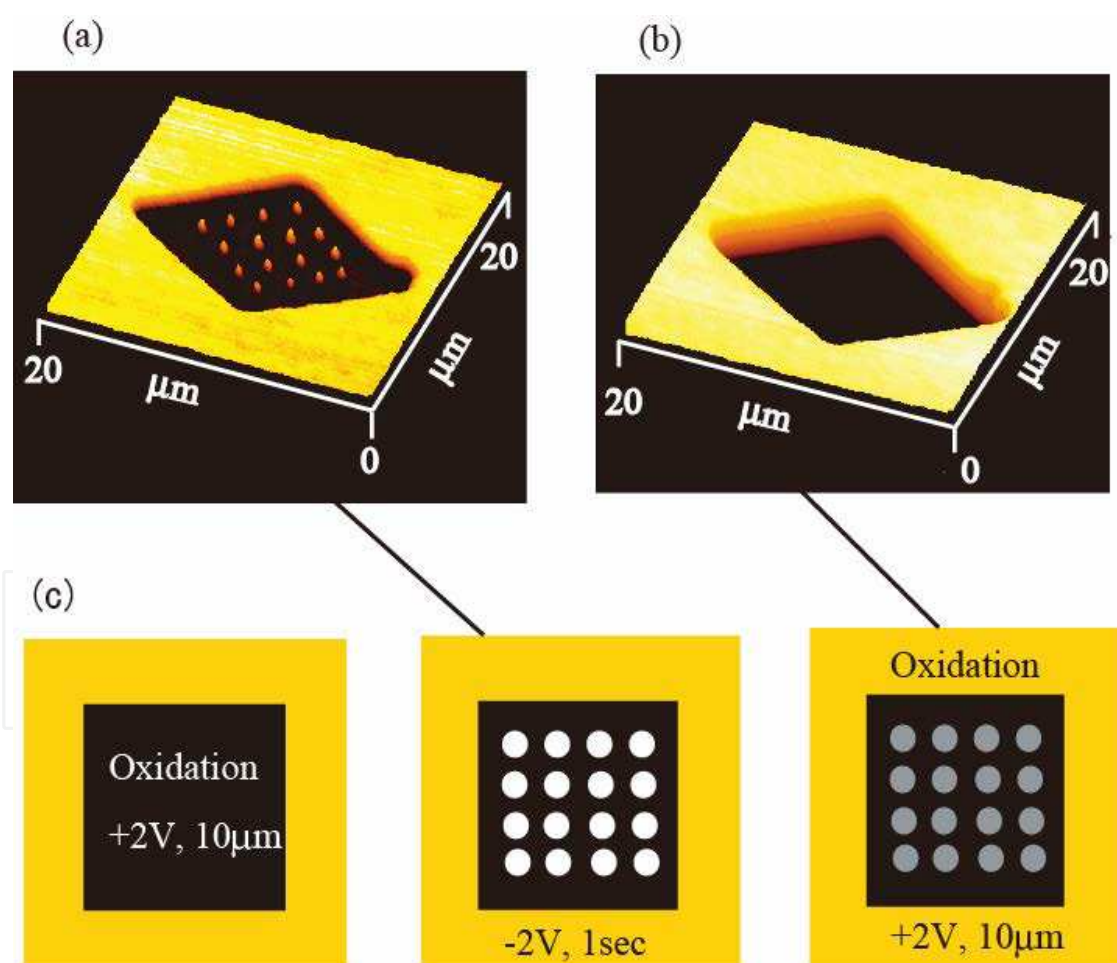 (a)
(b)
20
μm
0
μm
20
20
μm
0
μm
20
(c)
Oxidation
+2V, 10μm
-2V, 1sec
Oxidation
+2V, 10μm